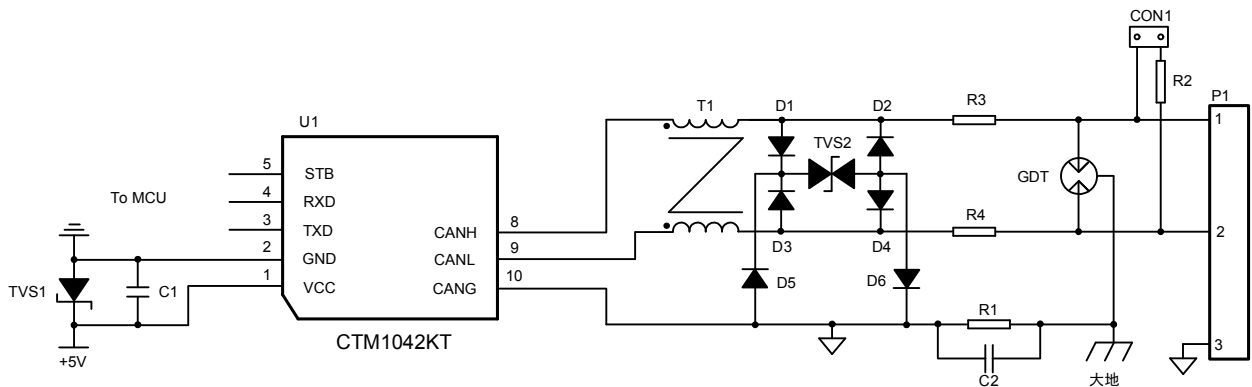 CON1
R2
P1
T1
D1
D2
R3
1
U1
TVS2
5
STB
GDT
To MCU
4
RXD
3
TXD
CANH
8
R4
2
D3
D4
2
GND
CANL
9
TVS1
C1
1
VCC
CANG
10
D5
D6
R1
CTM1042KT
3
+5V
C2
大地